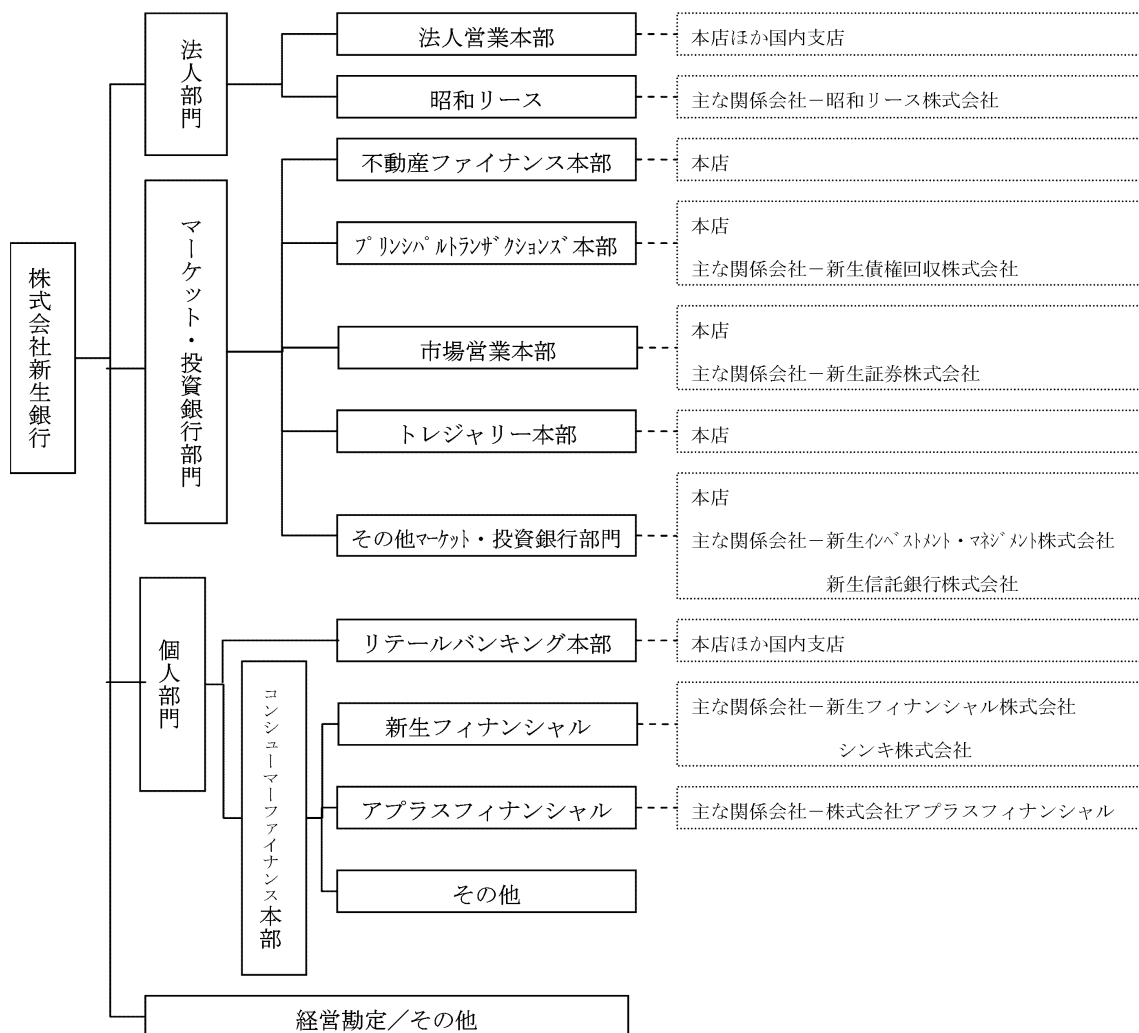 株式会社新生銀行
法人部門
法人営業本部
本店ほか国内支店
昭和リース
主な関係会社－昭和リース株式会社
マーケット・投資銀行部門
不動産ファイナンス本部
本店
ﾌﾟﾘﾝｼﾊﾟﾙﾄﾗﾝｻﾞｸｼｮﾝｽﾞ本部
本店
主な関係会社－新生債権回収株式会社
市場営業本部
本店
主な関係会社－新生証券株式会社
トレジャリー本部
本店
その他ﾏｰｹｯﾄ・投資銀行部門
本店
主な関係会社－新生ｲﾝﾍﾞｽﾄﾒﾝﾄ・ﾏﾈｼﾞﾒﾝﾄ株式会社
新生信託銀行株式会社
個人部門
リテールバンキング本部
本店ほか国内支店
コンシューマーファイナンス本部
新生フィナンシャル
主な関係会社－新生フィナンシャル株式会社
シンキ株式会社
アプラスフィナンシャル
主な関係会社－株式会社アプラスフィナンシャル
その他
経営勘定／その他